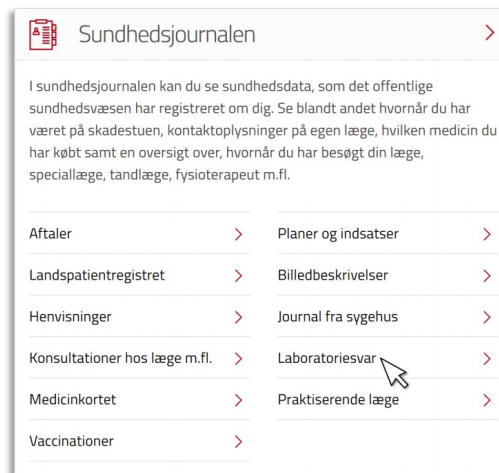 Sundhedsjournalen
I sundhedsjournalen kan du se sundhedsdata, som det offentlige
sundhedsvæsen har registreret om dig. Se blandt andet hvornår du har
været på skadestuen, kontaktoplysninger på egen læge, hvilken medicin du
har købt samt en oversigt over, hvornår du har besøgt din læge,
speciallæge, tandlæge, fysioterapeut m.fl.
Aftaler
Landspatientregistret
Henvisninger
Konsultationer hos læge m.fl.
Medicinkortet
Vaccinationer
Planer og indsatser
Billedbeskrivelser
Journal fra sygehus
Laboratoriesvar
Praktiserende læge